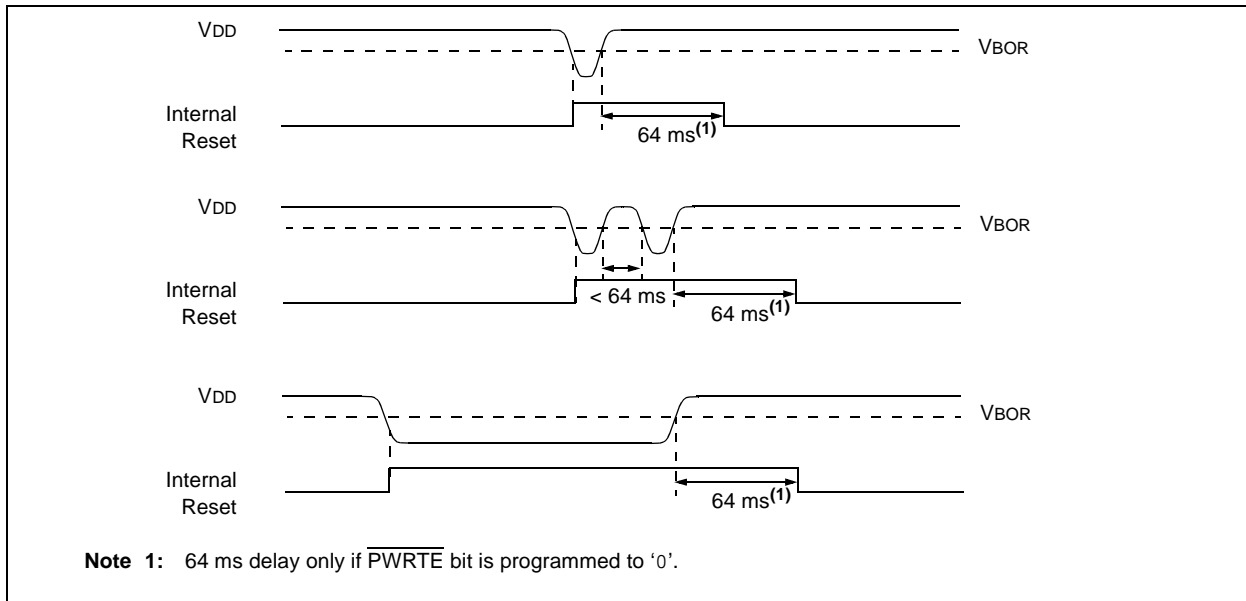 VDD
VBOR
Internal
Reset
64 ms(1)
VDD
VBOR
Internal
Reset
< 64 ms
64 ms(1)
VDD
VBOR
Internal
Reset
64 ms(1)
Note 1: 64 ms delay only if PWRTE bit is programmed to ‘0’.